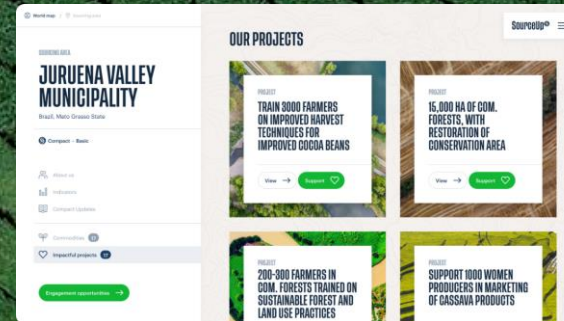 World map / Sourcing area
SOURCING AREA
JURUENA VALLEY
MUNICIPALITY
Brazil, Mato Grosso State
Compact - Basic
About us
Indicators
Compact Updates
Commodities
Impactful projects
Engagement opportunities →
SourceUp
OUR PROJECTS
PROJECT
TRAIN 3000 FARMERS
ON IMPROVED HARVEST
TECHNIQUES FOR
IMPROVED COCOA BEANS
View → Support
PROJECT
15,000 HA OF COM.
FORESTS, WITH
RESTORATION OF
CONSERVATION AREA
View → Support
PROJECT
200-300 FARMERS IN
COM. FORESTS TRAINED ON
SUSTAINABLE FOREST AND
LAND USE PRACTICES
PROJECT
SUPPORT 1000 WOMEN
PRODUCERS IN MARKETING
OF CASSAVA PRODUCTS